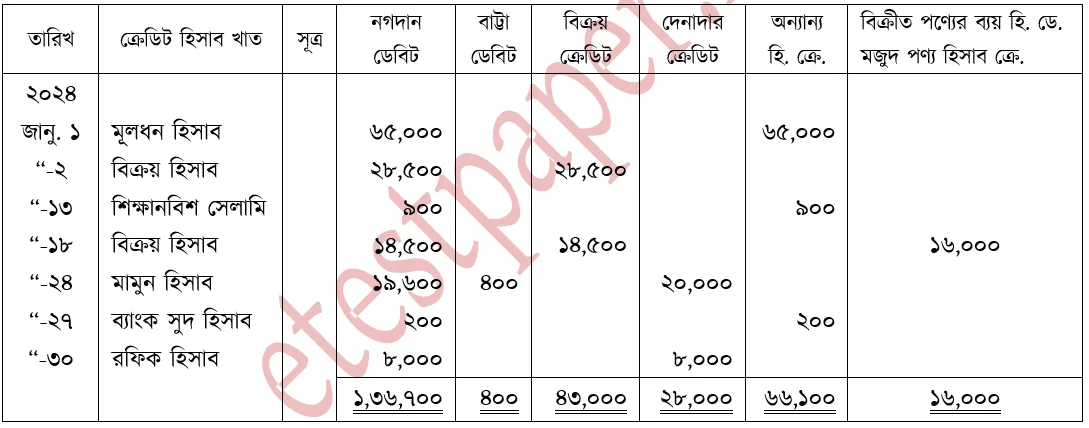 তারিখ ক্রেডিট হিসাব খাত সূত্র নগদান ডেবিট বাট্টা ডেবিট বিক্রয় ক্রেডিট দেনাদার ক্রেডিট অন্যান্য হি. ক্রে. বিক্রীত পণ্যের ব্যয় হি. ডে. মজুদ পণ্য হিসাব ক্রে.
২০২৪
জানু. ১ মূলধন হিসাব ৬৫,০০০ ৬৫,০০০
“-২ বিক্রয় হিসাব ২৮,৫০০ ২৮,৫০০
“-১৩ শিক্ষানবিশ সেলামি ৯০০ ৯০০
“-১৮ বিক্রয় হিসাব ১৪,৫০০ ১৪,৫০০ ১৬,০০০
“-২৪ মামুন হিসাব ১৯,৬০০ ৪০০ ২০,০০০
“-২৭ ব্যাংক সুদ হিসাব ২০০ ২০০
“-৩০ রফিক হিসাব ৮,০০০ ৮,০০০
১,৩৬,৭০০ ৪০০ ৪৩,০০০ ২৮,০০০ ৬৬,১০০ ১৬,০০০
etestpaper.